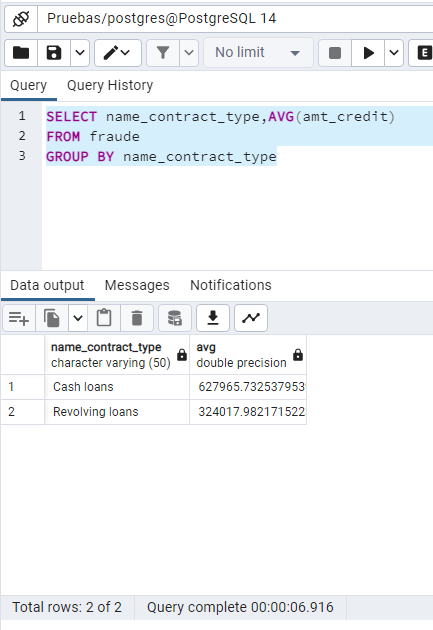 Pruebas/postgres@PostgreSQL 14
No limit
E
Query Query History
1 SELECT name_contract_type,AVG(amt_credit)
2 FROM fraude
3 GROUP BY name_contract_type
Data output Messages Notifications
name_contract_type avg
character varying (50) double precision
1 Cash loans 627965.732537953
2 Revolving loans 324017.982171522
Total rows: 2 of 2 Query complete 00:00:06.916